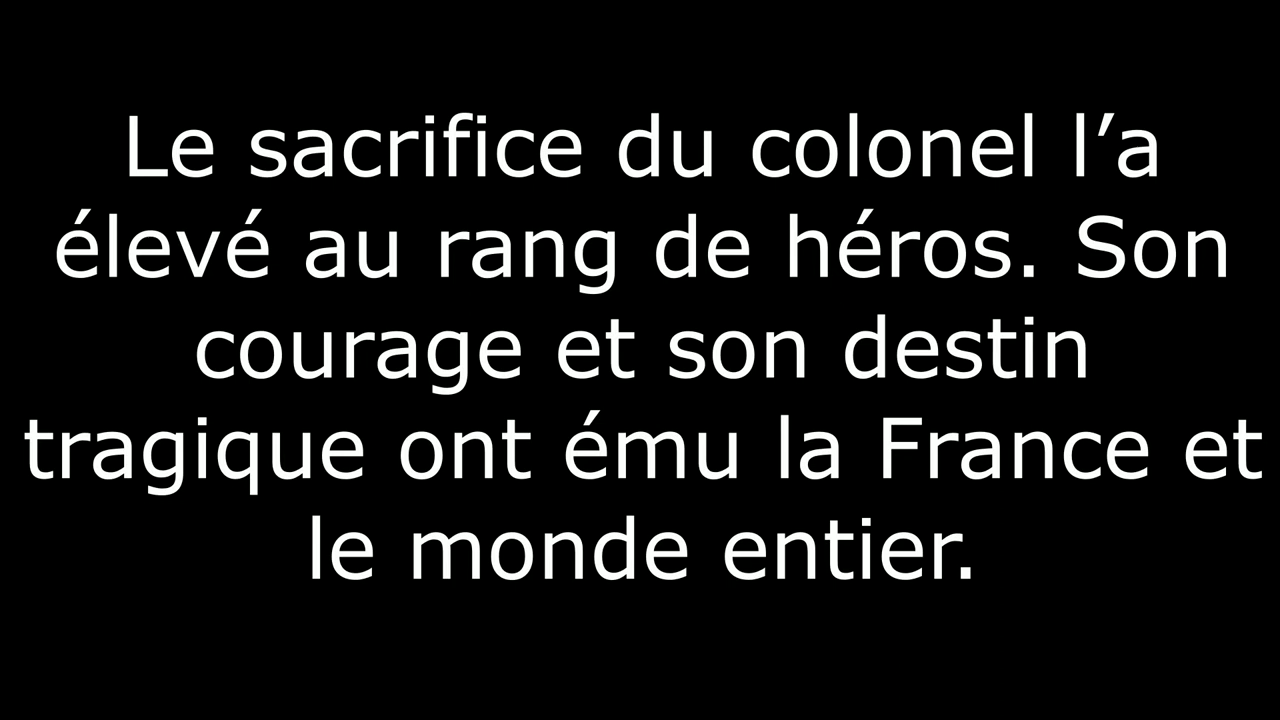 Le sacrifice du colonel l’a
élevé au rang de héros. Son
courage et son destin
tragique ont ému la France et
le monde entier.